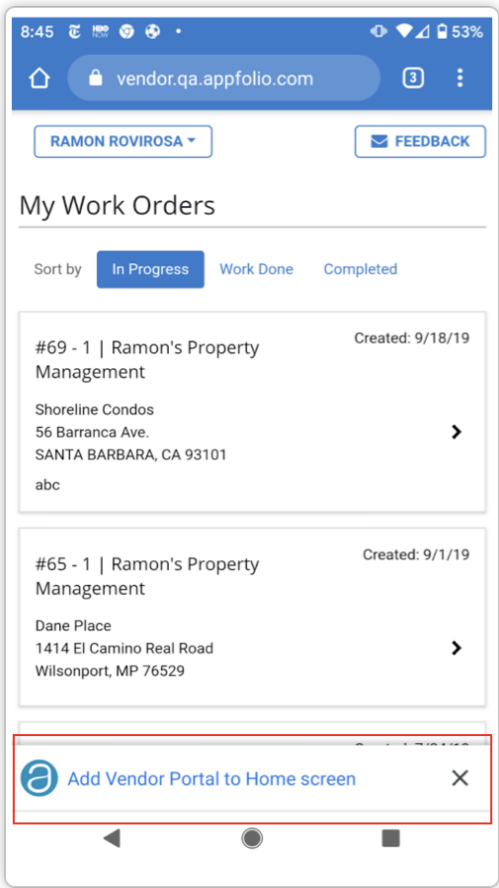 8:45 53%
vendor.qa.appfolio.com 3
RAMON ROVIROSA FEEDBACK
My Work Orders
Sort by In Progress Work Done Completed
#69 - 1 | Ramon's Property Created: 9/18/19
Management
Shoreline Condos
56 Barranca Ave.
SANTA BARBARA, CA 93101
abc
#65 - 1 | Ramon's Property Created: 9/1/19
Management
Dane Place
1414 El Camino Real Road
Wilsonport, MP 76529
a Add Vendor Portal to Home screen